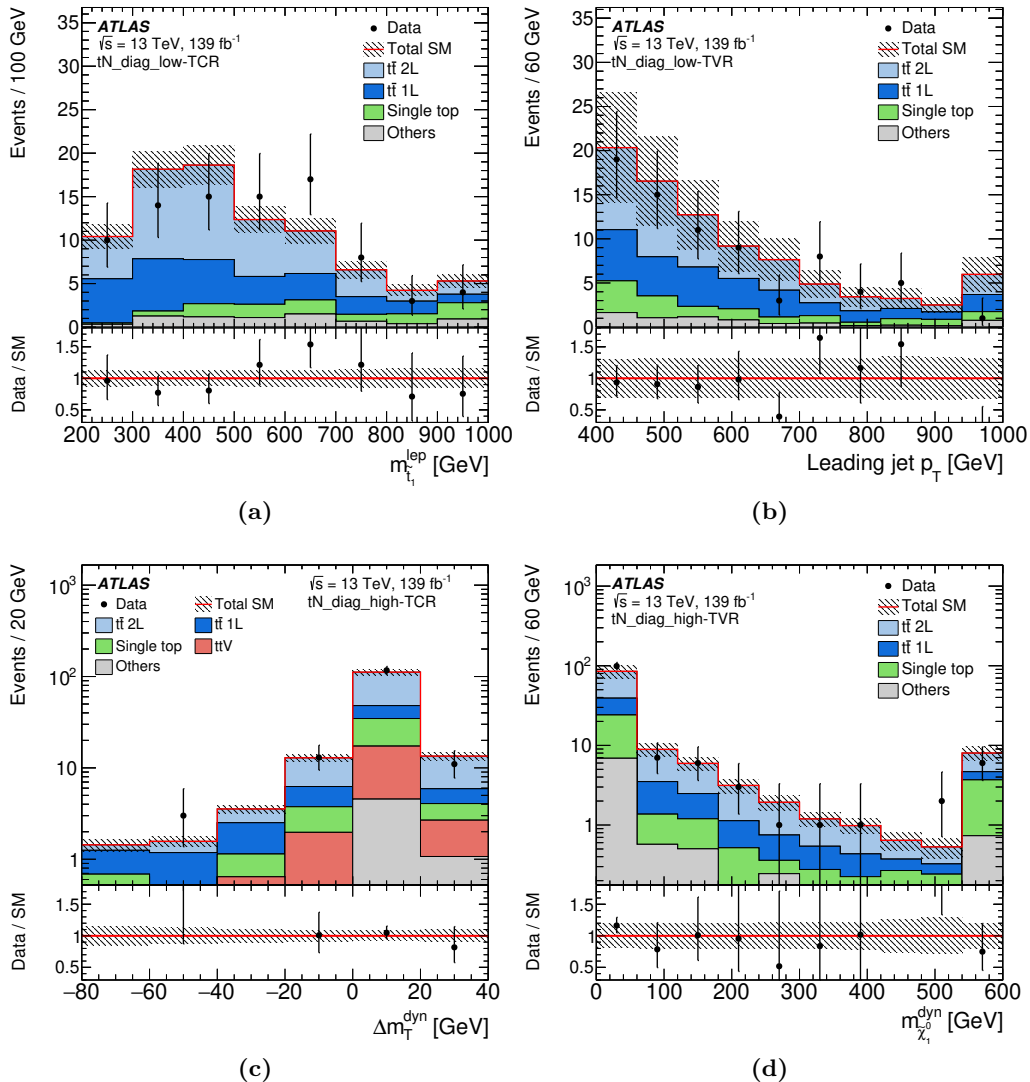 ATLAS
√s = 13 TeV, 139 fb⁻¹
tN_diag_low-TCR
Data
Total SM
tt̄ 2L
tt̄ 1L
Single top
Others
Events / 100 GeV
35
30
25
20
15
10
5
0
Data / SM
1.5
1
0.5
200 300 400 500 600 700 800 900 1000
m_{t̃₁}^{lep} [GeV]
(a)
ATLAS
√s = 13 TeV, 139 fb⁻¹
tN_diag_low-TVR
Data
Total SM
tt̄ 2L
tt̄ 1L
Single top
Others
Events / 60 GeV
35
30
25
20
15
10
5
0
Data / SM
1.5
1
0.5
400 500 600 700 800 900 1000
Leading jet p_T [GeV]
(b)
ATLAS
√s = 13 TeV, 139 fb⁻¹
tN_diag_high-TCR
Data Total SM
tt̄ 2L tt̄ 1L
Single top ttV
Others
Events / 20 GeV
10³
10²
10
1
Data / SM
1.5
1
0.5
−80 −60 −40 −20 0 20 40
Δm_T^{dyn} [GeV]
(c)
ATLAS
√s = 13 TeV, 139 fb⁻¹
tN_diag_high-TVR
Data
Total SM
tt̄ 2L
tt̄ 1L
Single top
Others
Events / 60 GeV
10³
10²
10
1
Data / SM
1.5
1
0.5
0 100 200 300 400 500 600
m_{χ̃₁⁰}^{dyn} [GeV]
(d)